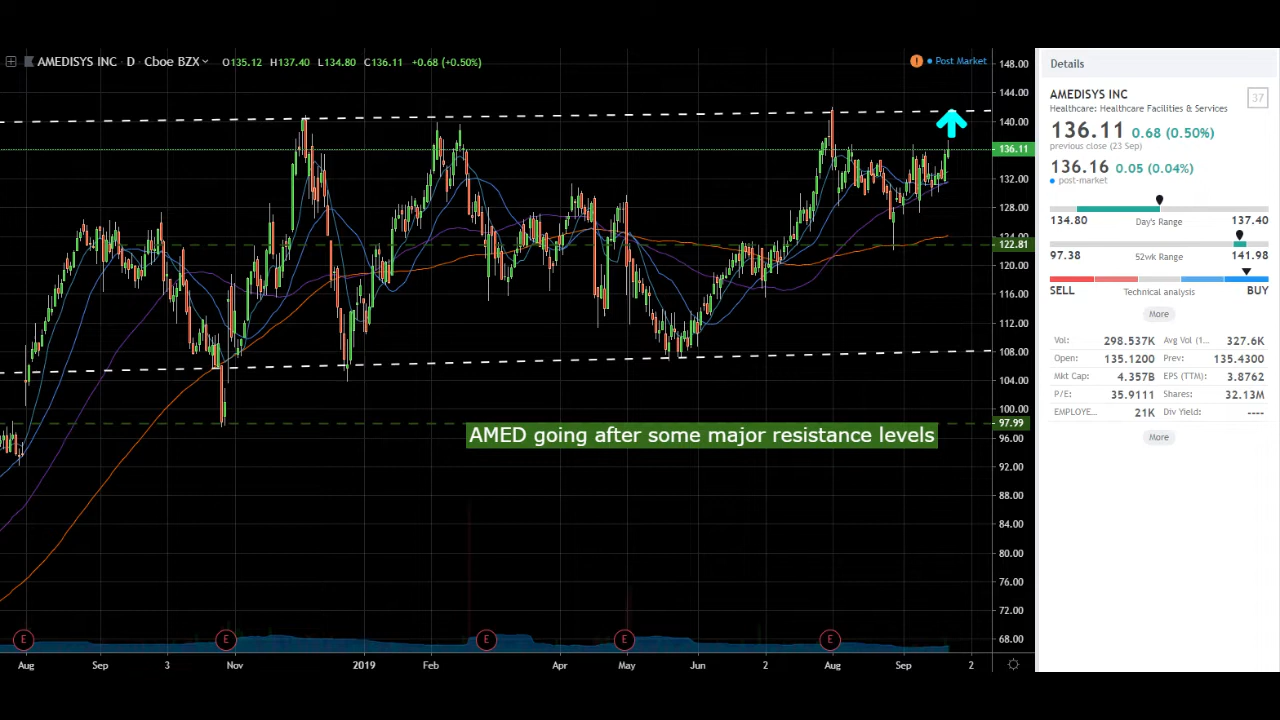 AMEDISYS INC D Cboe BZX O135.12 H137.40 L134.80 C136.11 +0.68 (+0.50%)
! Post Market
148.00
144.00
140.00
136.11
132.00
128.00
124.00
122.81
120.00
116.00
112.00
108.00
104.00
100.00
97.99
96.00
92.00
88.00
84.00
80.00
76.00
72.00
68.00
AMED going after some major resistance levels
E E E E E
Aug Sep 3 Nov 2019 Feb Apr May Jun 2 Aug Sep 2
Details
AMEDISYS INC 37
Healthcare: Healthcare Facilities & Services
136.11 0.68 (0.50%)
previous close (23 Sep)
136.16 0.05 (0.04%)
post-market
134.80 Day's Range 137.40
97.38 52wk Range 141.98
SELL Technical analysis BUY
More
Vol: 298.537K Avg Vol (1... 327.6K
Open: 135.1200 Prev: 135.4300
Mkt Cap: 4.357B EPS (TTM): 3.8762
P/E: 35.9111 Shares: 32.13M
EMPLOYE... 21K Div Yield: ----
More